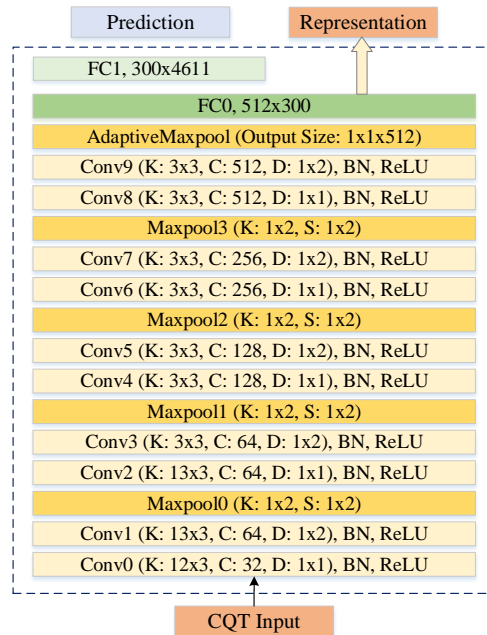 Prediction
Representation
FC1, 300x4611
FC0, 512x300
AdaptiveMaxpool (Output Size: 1x1x512)
Conv9 (K: 3x3, C: 512, D: 1x2), BN, ReLU
Conv8 (K: 3x3, C: 512, D: 1x1), BN, ReLU
Maxpool3 (K: 1x2, S: 1x2)
Conv7 (K: 3x3, C: 256, D: 1x2), BN, ReLU
Conv6 (K: 3x3, C: 256, D: 1x1), BN, ReLU
Maxpool2 (K: 1x2, S: 1x2)
Conv5 (K: 3x3, C: 128, D: 1x2), BN, ReLU
Conv4 (K: 3x3, C: 128, D: 1x1), BN, ReLU
Maxpool1 (K: 1x2, S: 1x2)
Conv3 (K: 3x3, C: 64, D: 1x2), BN, ReLU
Conv2 (K: 13x3, C: 64, D: 1x1), BN, ReLU
Maxpool0 (K: 1x2, S: 1x2)
Conv1 (K: 13x3, C: 64, D: 1x2), BN, ReLU
Conv0 (K: 12x3, C: 32, D: 1x1), BN, ReLU
CQT Input